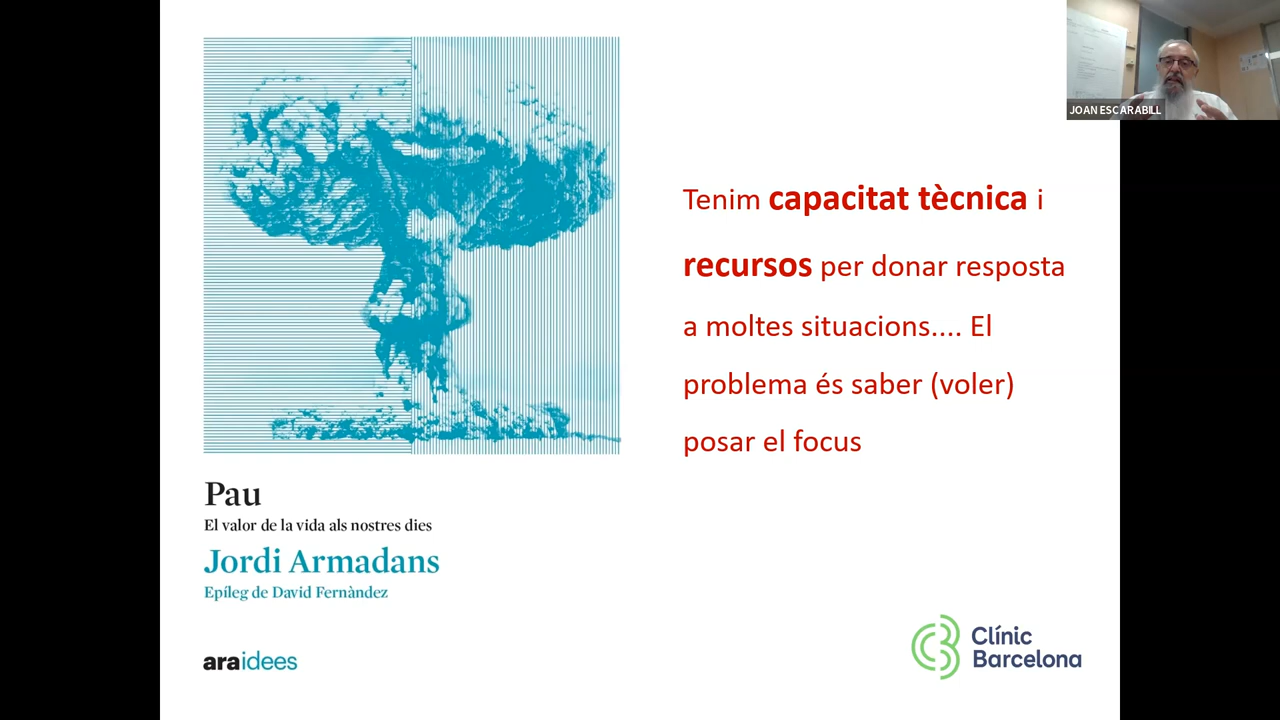 JOAN ESCARABILL
Tenim capacitat tècnica i
recursos per donar resposta
a moltes situacions.... El
problema és saber (voler)
posar el focus
Pau
El valor de la vida als nostres dies
Jordi Armadans
Epíleg de David Fernàndez
araidees
Clínic
Barcelona